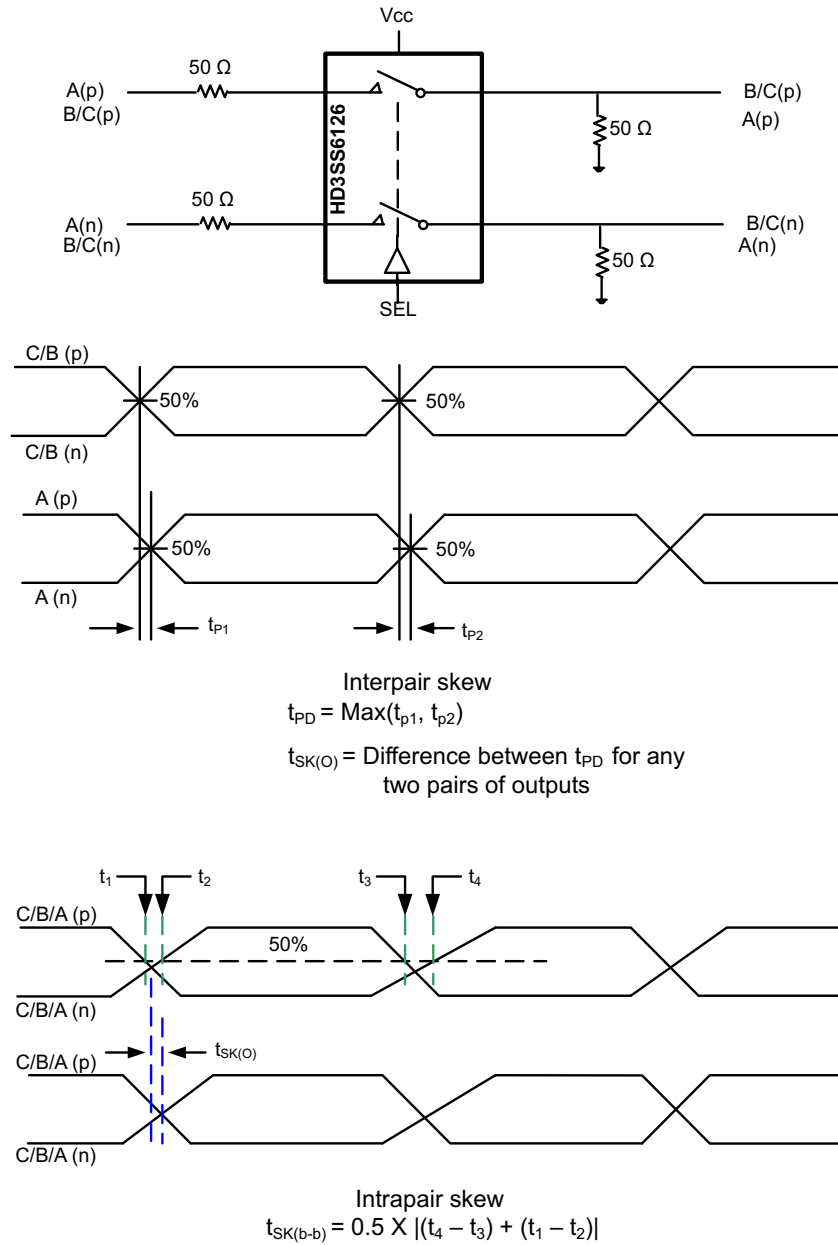 Vcc
50 Ω
A(p)
B/C(p)
HD3SS6126
B/C(p)
A(p)
50 Ω
50 Ω
A(n)
B/C(n)
B/C(n)
A(n)
50 Ω
SEL
C/B (p)
50%
50%
C/B (n)
A (p)
50%
50%
A (n)
tP1
tP2
Interpair skew
tPD = Max(tp1, tp2)
tSK(O) = Difference between tPD for any
two pairs of outputs
t1
t2
t3
t4
C/B/A (p)
50%
C/B/A (n)
C/B/A (p)
tSK(O)
C/B/A (n)
Intrapair skew
tSK(b-b) = 0.5 X |(t4 – t3) + (t1 – t2)|